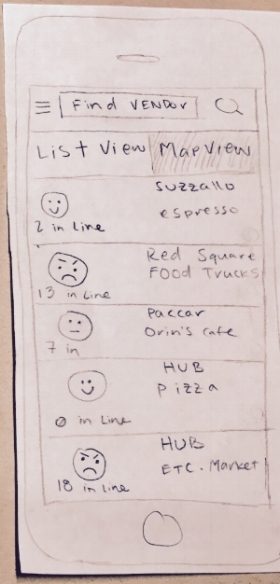 Find VENDOR
List View Map View
Suzzallo
espresso
2 in Line
Red Square
Food Trucks
13 in Line
Paccar
Orin's Cafe
7 in
HUB
Pizza
0 in Line
HUB
ETC. Market
18 in line